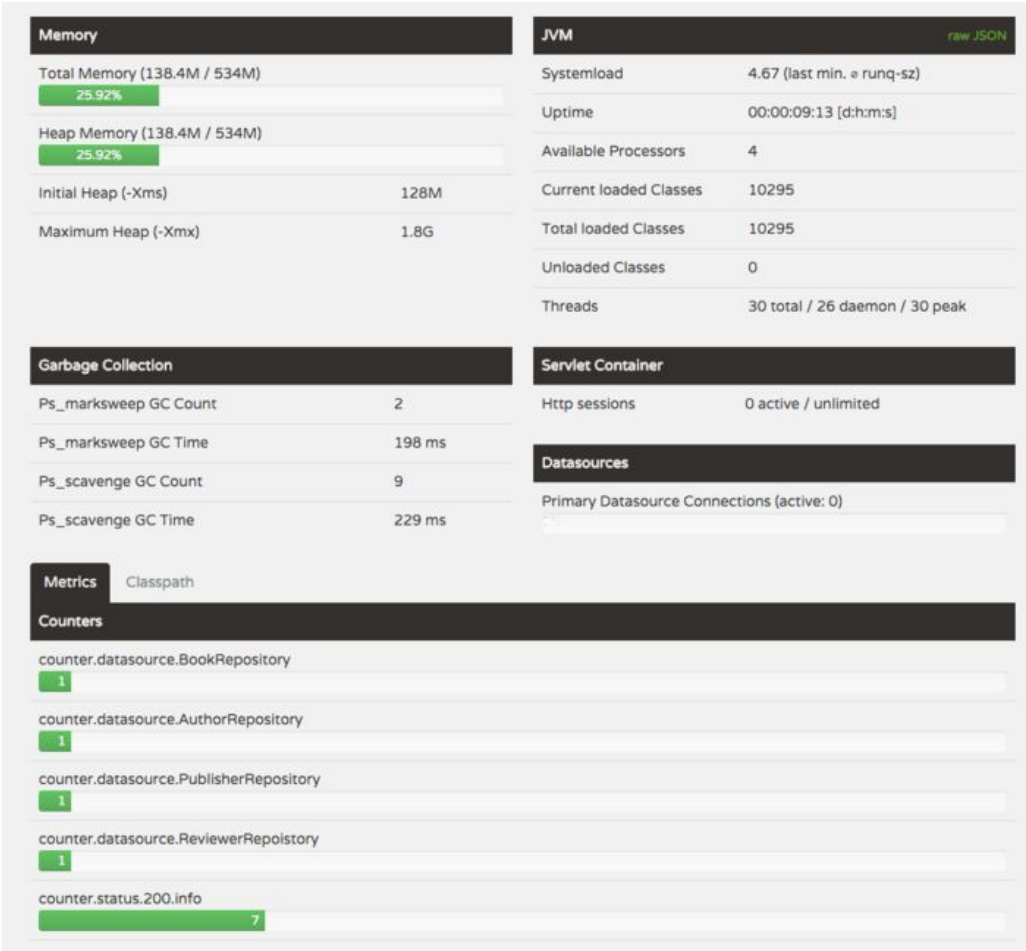 Memory
Total Memory (138.4M / 534M)
25.92%
Heap Memory (138.4M / 534M)
25.92%
Initial Heap (-Xms) 128M
Maximum Heap (-Xmx) 1.8G
JVM raw JSON
Systemload 4.67 (last min. ⌀ runq-sz)
Uptime 00:00:09:13 [d:h:m:s]
Available Processors 4
Current loaded Classes 10295
Total loaded Classes 10295
Unloaded Classes 0
Threads 30 total / 26 daemon / 30 peak
Garbage Collection
Ps_marksweep GC Count 2
Ps_marksweep GC Time 198 ms
Ps_scavenge GC Count 9
Ps_scavenge GC Time 229 ms
Servlet Container
Http sessions 0 active / unlimited
Datasources
Primary Datasource Connections (active: 0)
Metrics Classpath
Counters
counter.datasource.BookRepository
1
counter.datasource.AuthorRepository
1
counter.datasource.PublisherRepository
1
counter.datasource.ReviewerRepoistory
1
counter.status.200.info
7